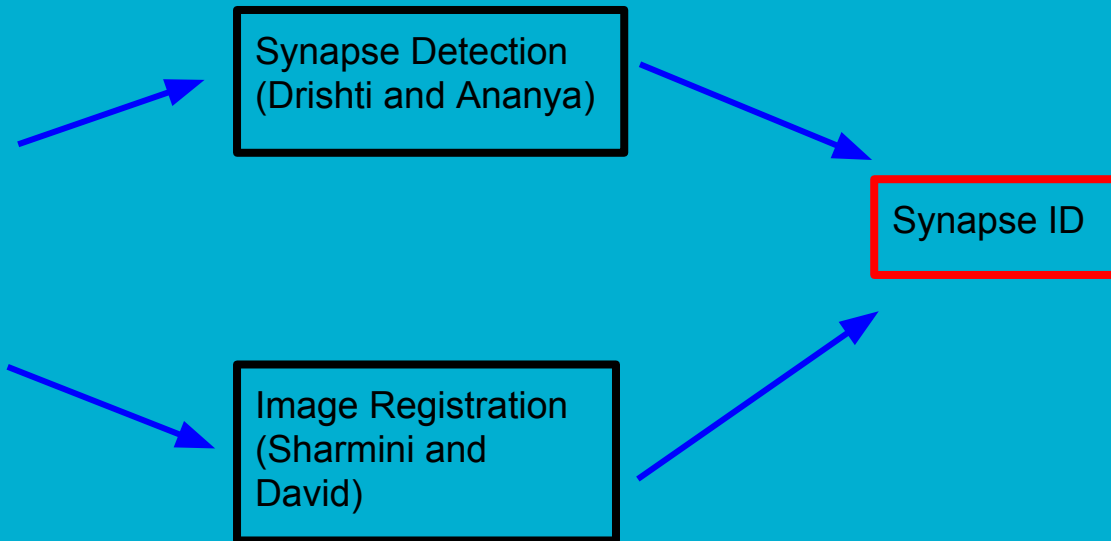 Synapse Detection
(Drishti and Ananya)
Synapse ID
Image Registration
(Sharmini and
David)